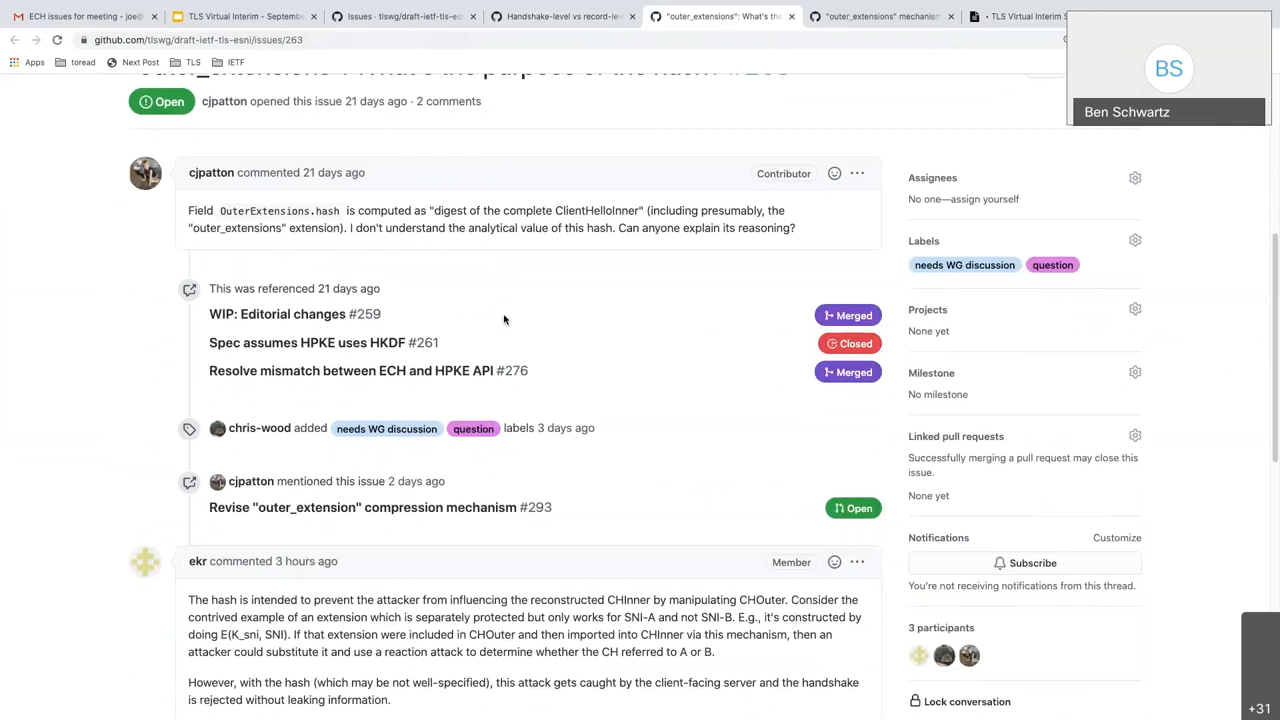 ECH issues for meeting - joe@
TLS Virtual Interim - Septemb
Issues · tlswg/draft-ietf-tls-es
Handshake-level vs record-lev
"outer_extensions": What's the
"outer_extensions" mechanism
• TLS VIrtual Interim S
github.com/tlswg/draft-ietf-tls-esni/issues/263
Apps
toread
Next Post
TLS
IETF
BS
Ben Schwartz
Open
cjpatton opened this issue 21 days ago · 2 comments
cjpatton commented 21 days ago
Contributor
Field OuterExtensions.hash is computed as "digest of the complete ClientHelloInner" (including presumably, the
"outer_extensions" extension). I don't understand the analytical value of this hash. Can anyone explain its reasoning?
This was referenced 21 days ago
WIP: Editorial changes #259
Merged
Spec assumes HPKE uses HKDF #261
Closed
Resolve mismatch between ECH and HPKE API #276
Merged
chris-wood added needs WG discussion question labels 3 days ago
cjpatton mentioned this issue 2 days ago
Revise "outer_extension" compression mechanism #293
Open
ekr commented 3 hours ago
Member
The hash is intended to prevent the attacker from influencing the reconstructed CHInner by manipulating CHOuter. Consider the
contrived example of an extension which is separately protected but only works for SNI-A and not SNI-B. E.g., it's constructed by
doing E(K_sni, SNI). If that extension were included in CHOuter and then imported into CHInner via this mechanism, then an
attacker could substitute it and use a reaction attack to determine whether the CH referred to A or B.
However, with the hash (which may be not well-specified), this attack gets caught by the client-facing server and the handshake
is rejected without leaking information.
Assignees
No one—assign yourself
Labels
needs WG discussion
question
Projects
None yet
Milestone
No milestone
Linked pull requests
Successfully merging a pull request may close this
issue.
None yet
Notifications
Customize
Subscribe
You're not receiving notifications from this thread.
3 participants
Lock conversation
+31